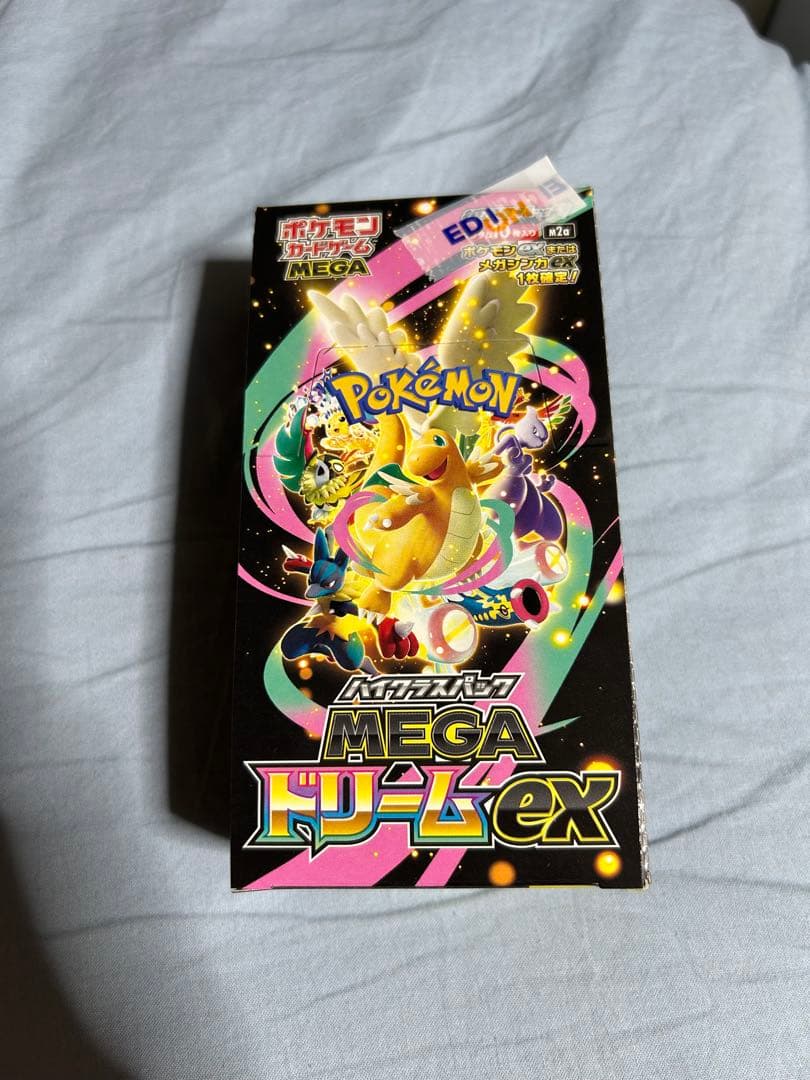 ポケモン
カードゲーム
MEGA
EDION
M2a
ポケモンexまたは
メガシンカex
1枚確定!
POKéMON
ハイクラスパック
MEGA
ドリームex